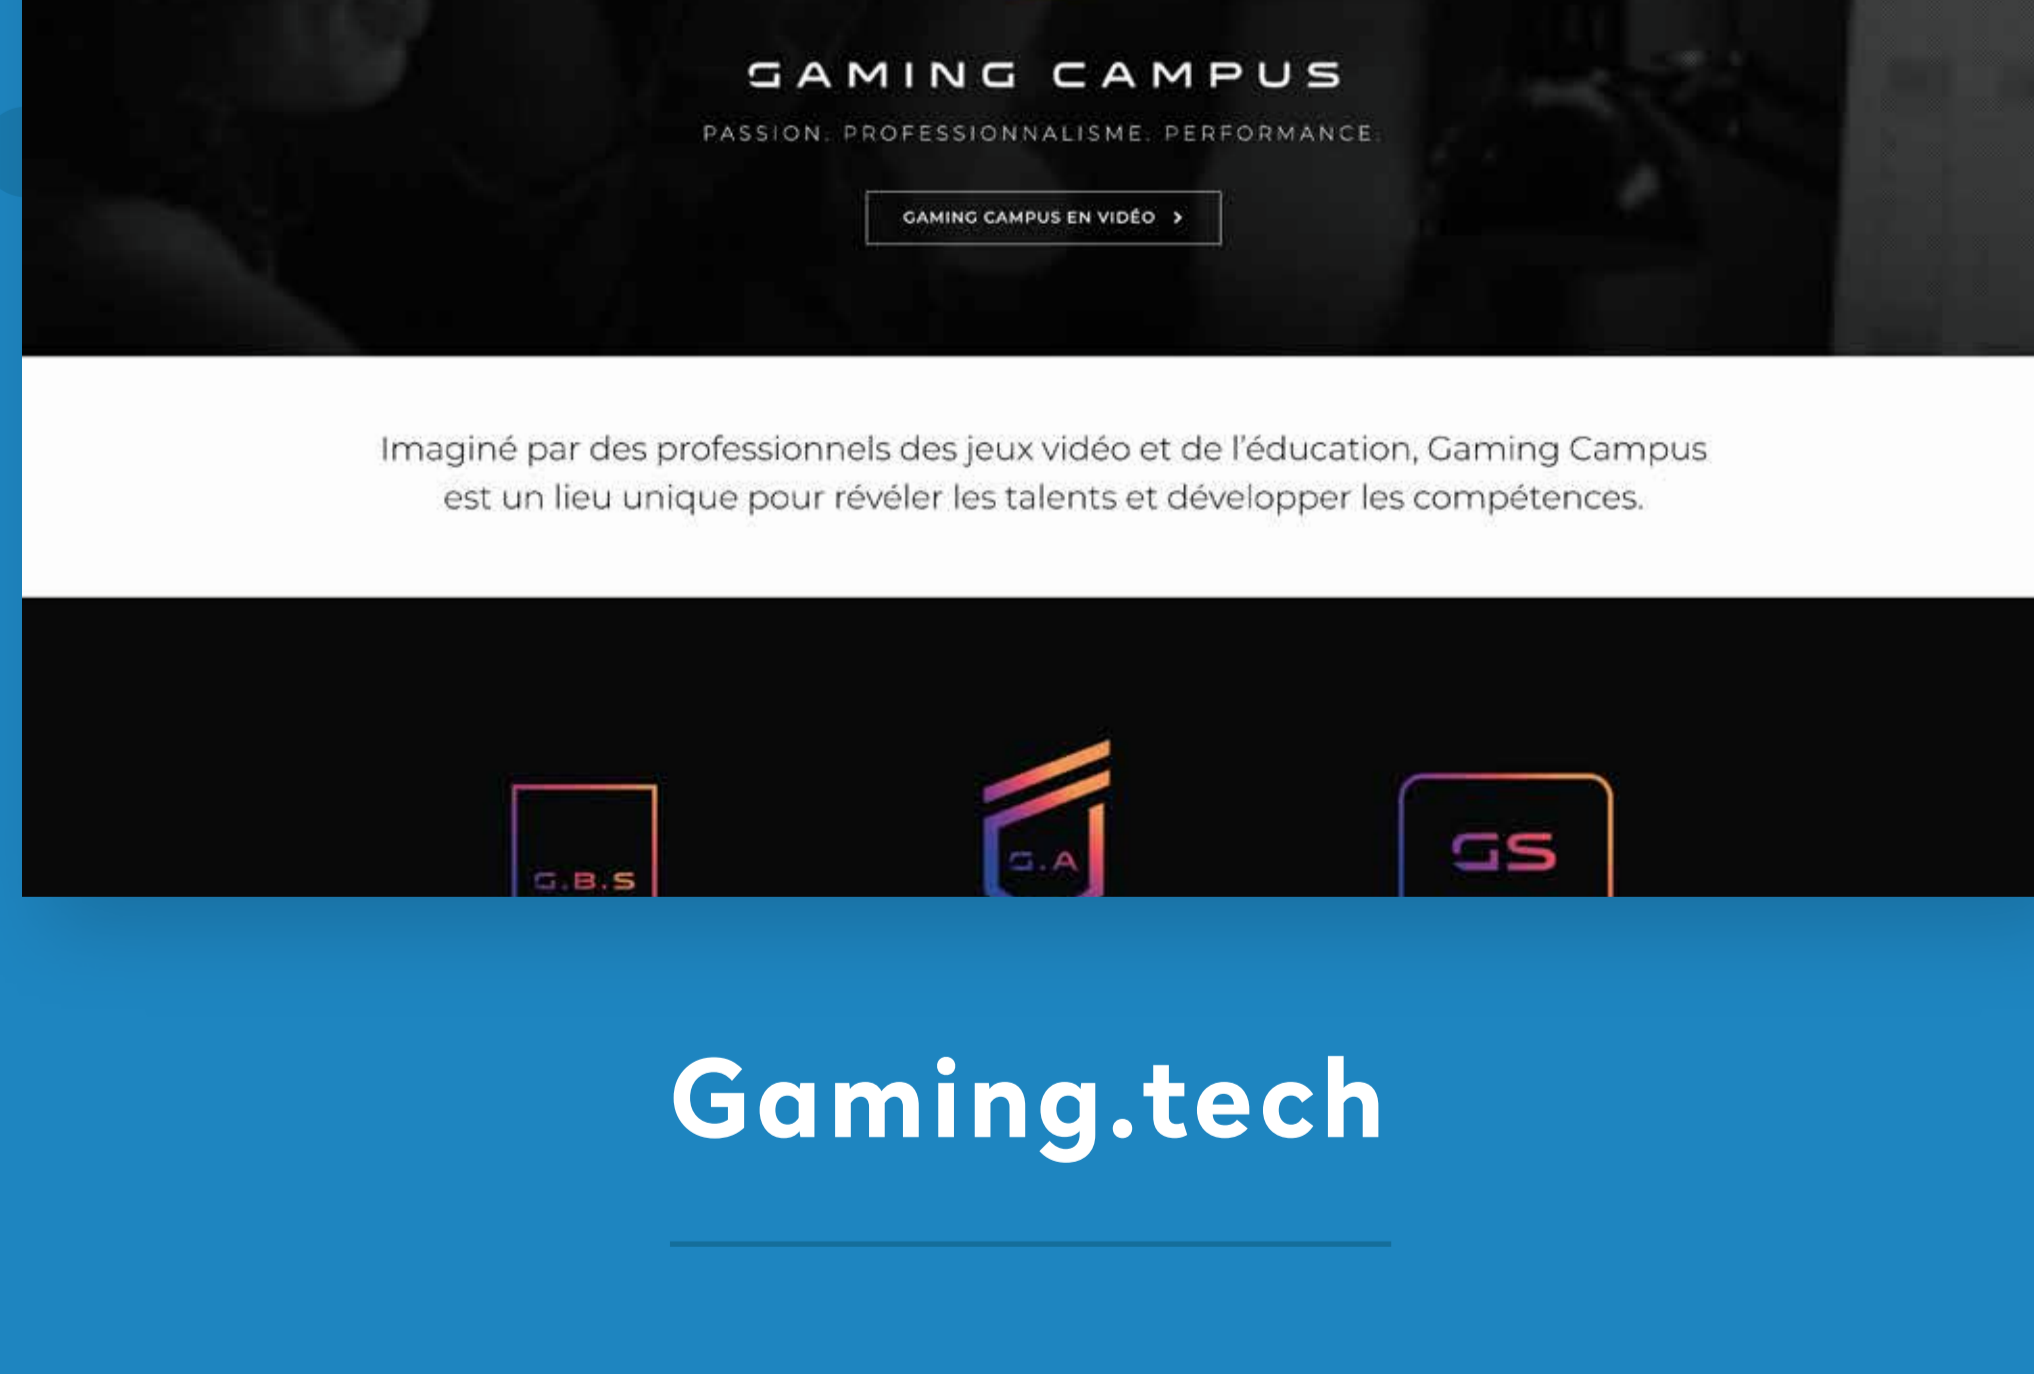 GAMING CAMPUS
PASSION. PROFESSIONNALISME. PERFORMANCE.
GAMING CAMPUS EN VIDÉO >
Imaginé par des professionnels des jeux vidéo et de l'éducation, Gaming Campus
est un lieu unique pour révéler les talents et développer les compétences.
G.B.S
G.A
GS
Gaming.tech